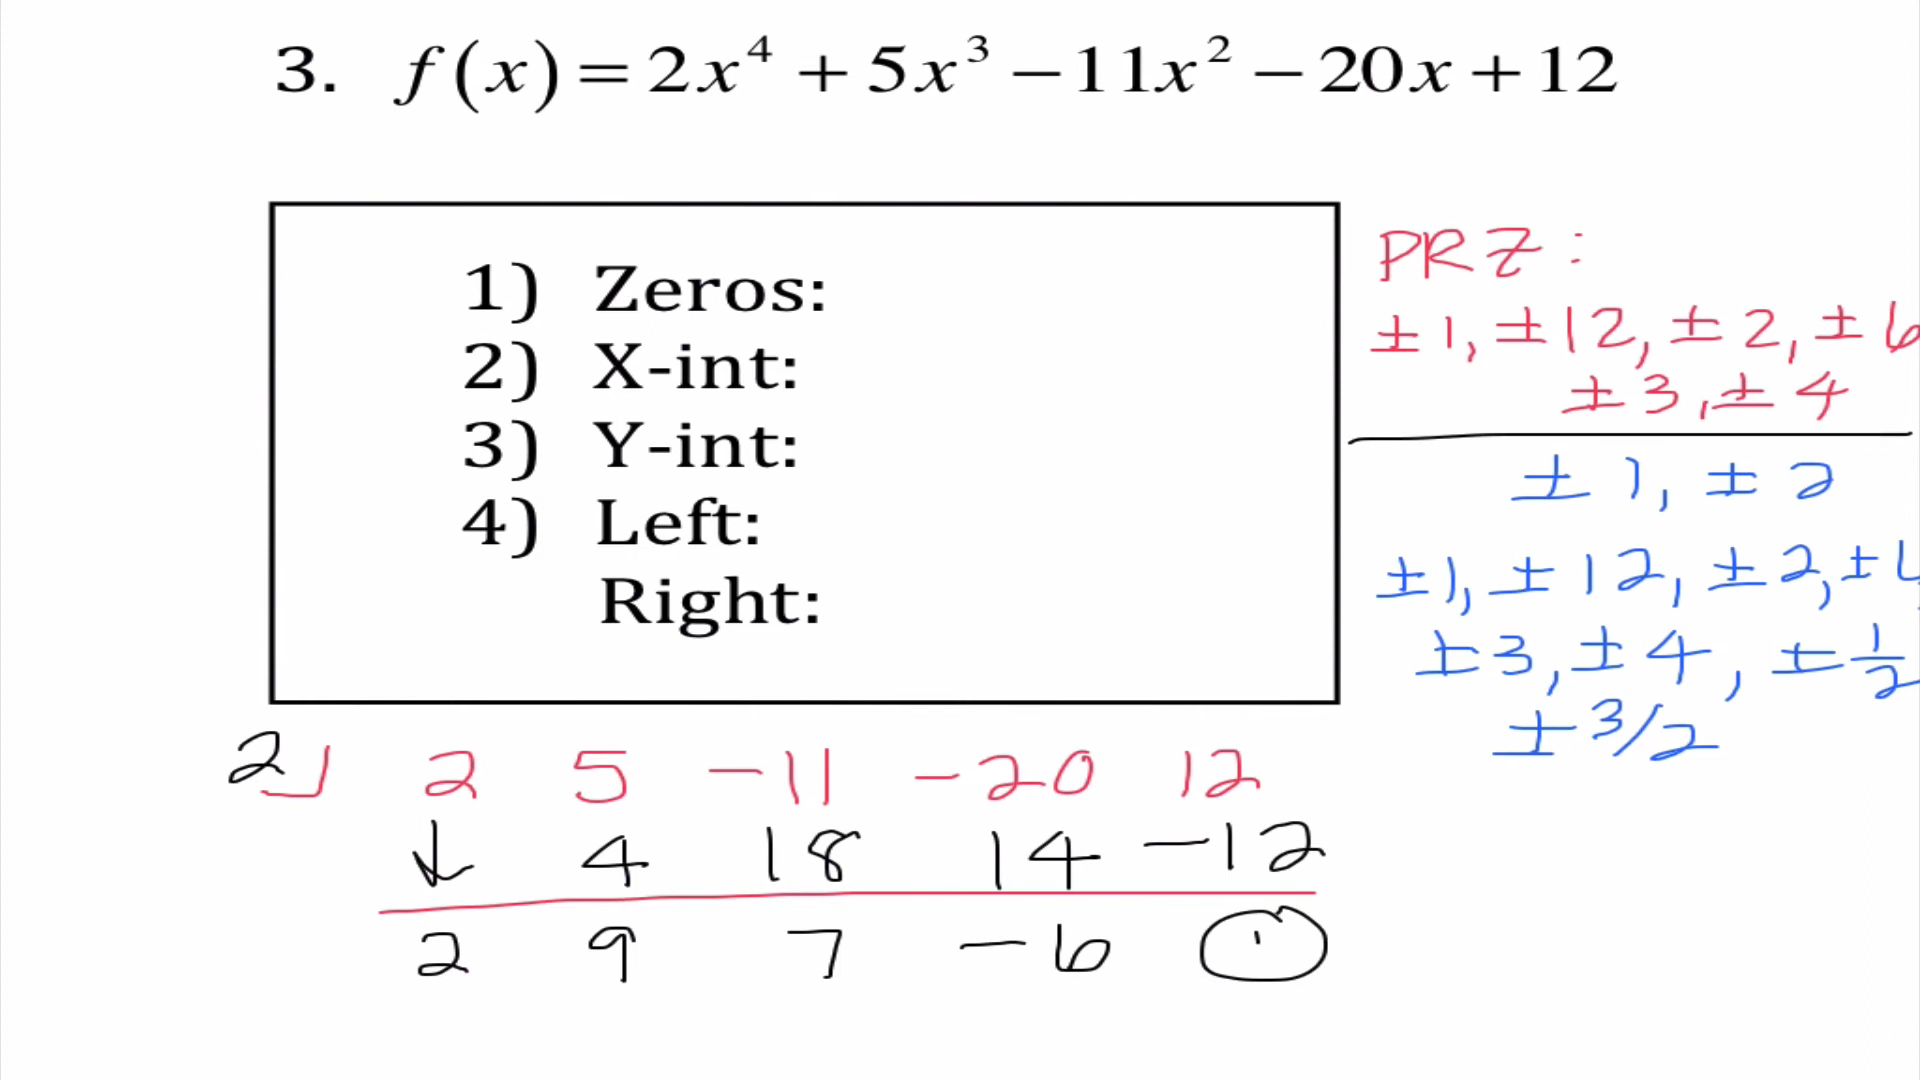 3. f(x)=2x⁴+5x³−11x²−20x+12
1) Zeros:
2) X-int:
3) Y-int:
4) Left:
Right:
PRZ:
±1, ±12, ±2, ±6
±3, ±4
±1, ±2
±1, ±12, ±2, ±
±3, ±4, ±1/2
±3/2
2 2 5 −11 −20 12
↓ 4 18 14 −12
2 9 7 −6